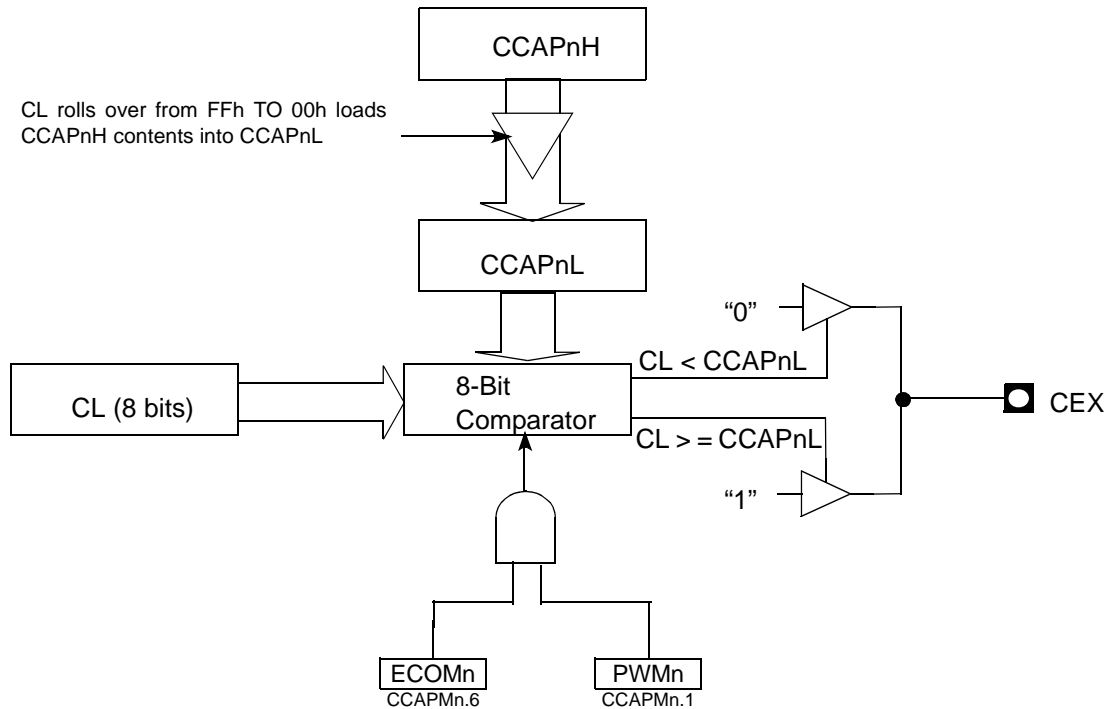 CCAPnH
CL rolls over from FFh TO 00h loads
CCAPnH contents into CCAPnL
CCAPnL
“0”
CL < CCAPnL
CL (8 bits)
8-Bit
Comparator
CEX
CL > = CCAPnL
“1”
ECOMn
PWMn
CCAPMn.6
CCAPMn.1